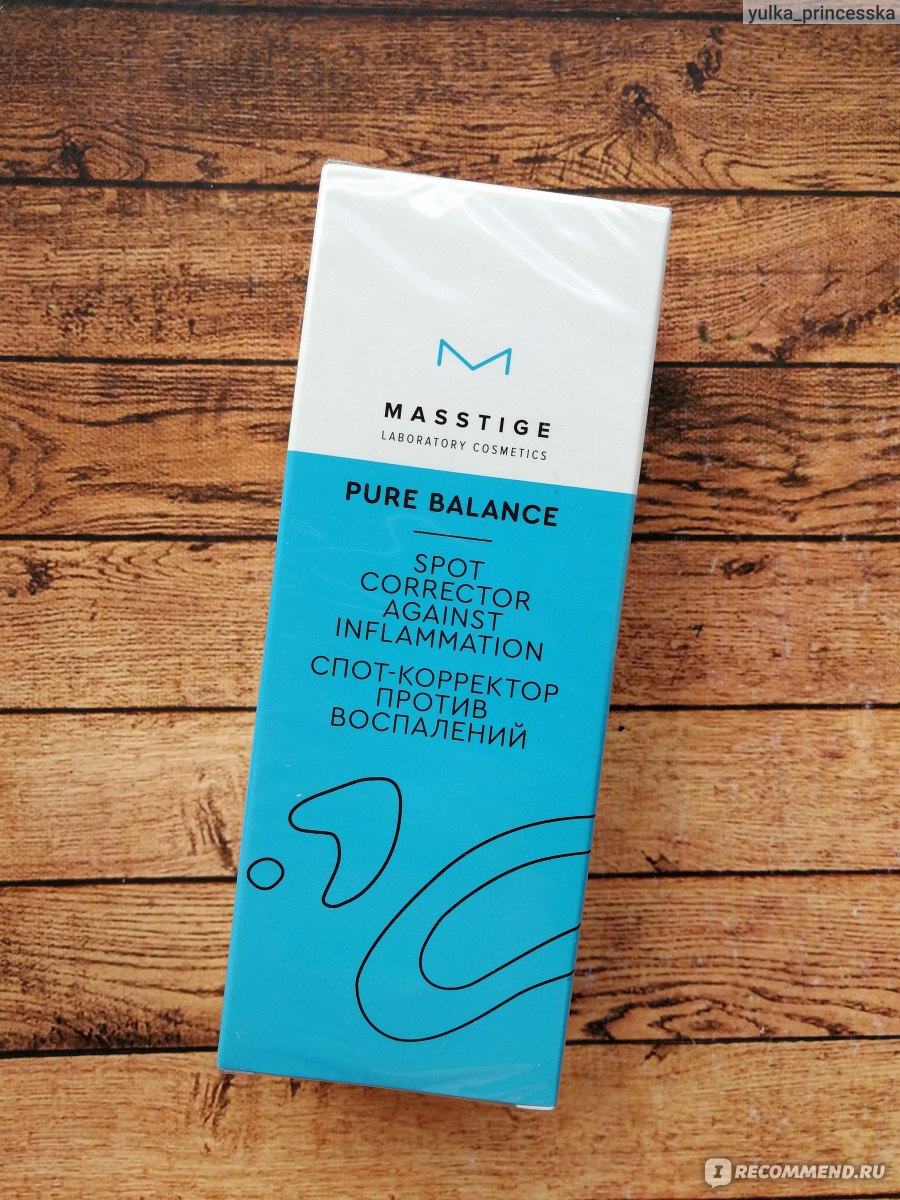 yulka_princesska
MASSTIGE
LABORATORY COSMETICS
PURE BALANCE
SPOT
CORRECTOR
AGAINST
INFLAMMATION
СПОТ-КОРРЕКТОР
ПРОТИВ
ВОСПАЛЕНИЙ
I RECOMMEND.RU